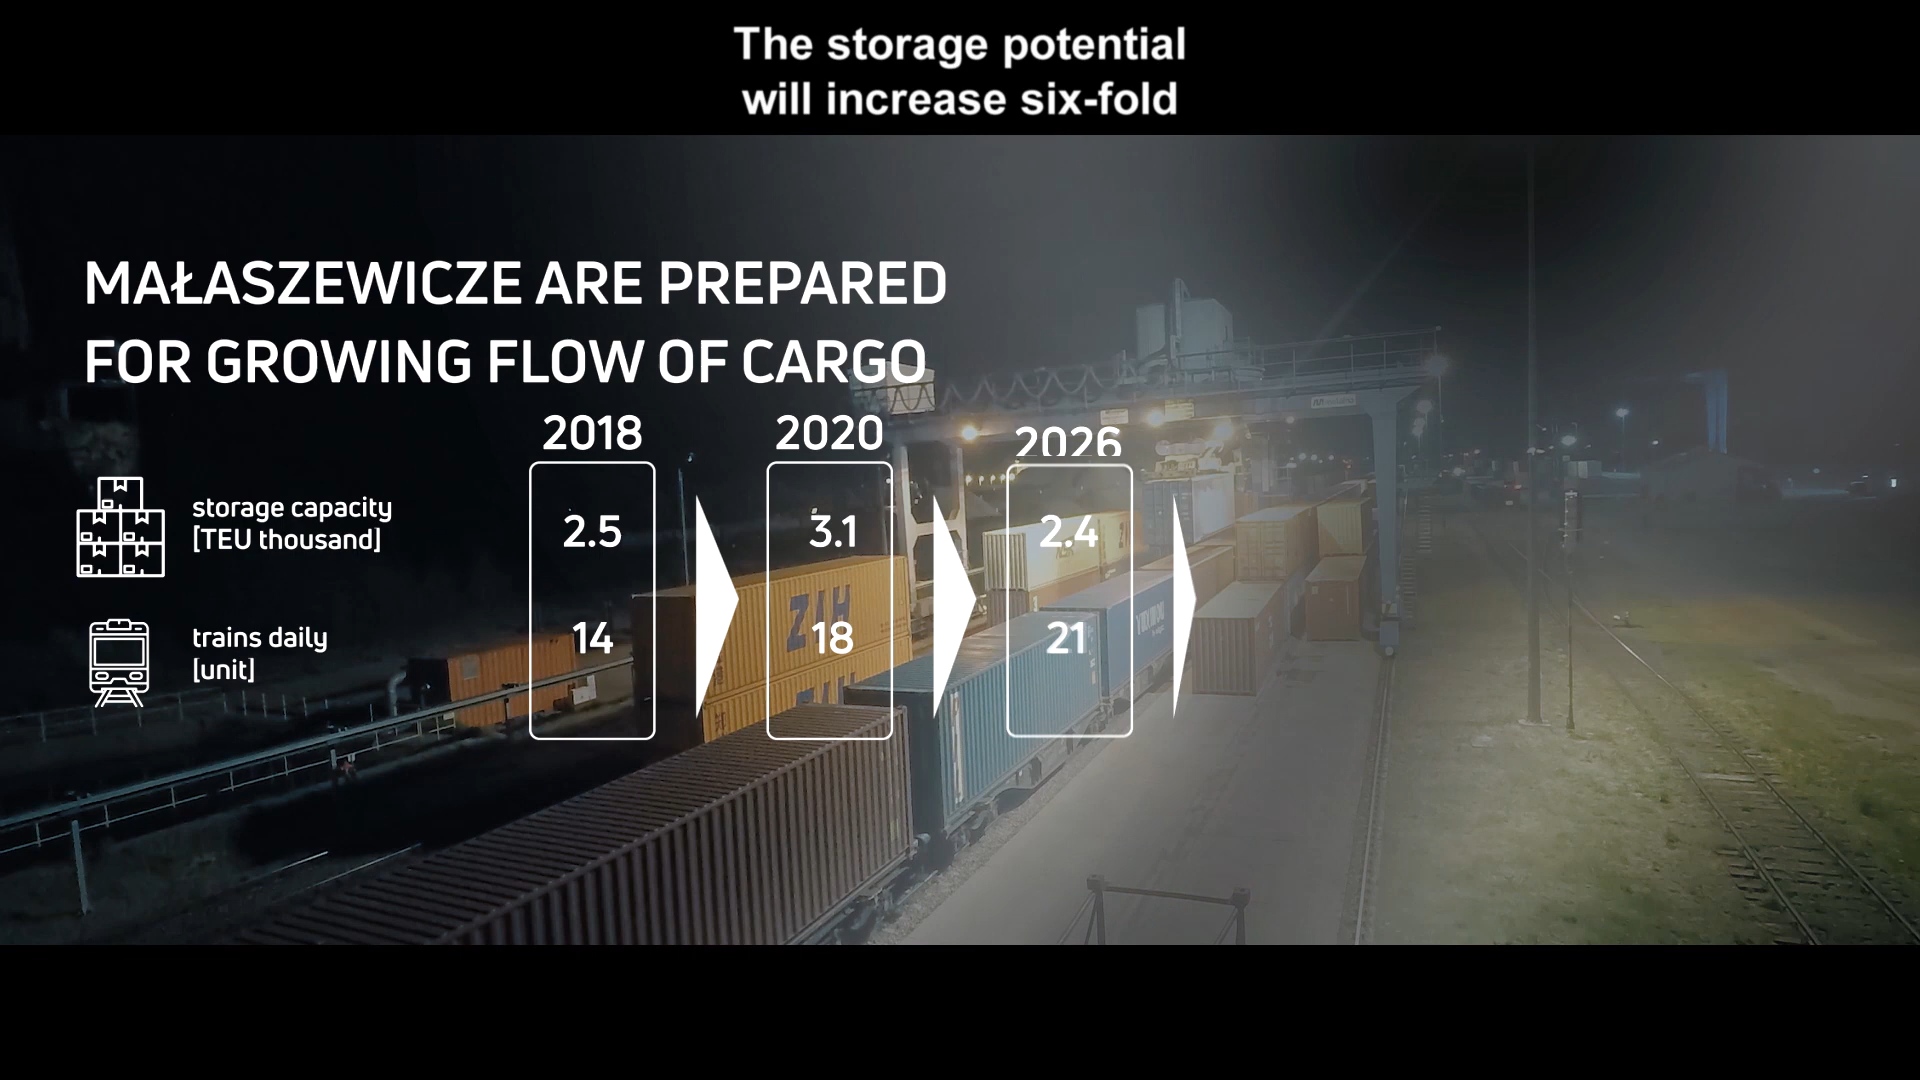 The storage potential
will increase six-fold
MAŁASZEWICZE ARE PREPARED
FOR GROWING FLOW OF CARGO
2018 2020 2026
storage capacity
[TEU thousand]
2.5 3.1 2.4
trains daily
[unit]
14 18 21
ZIH